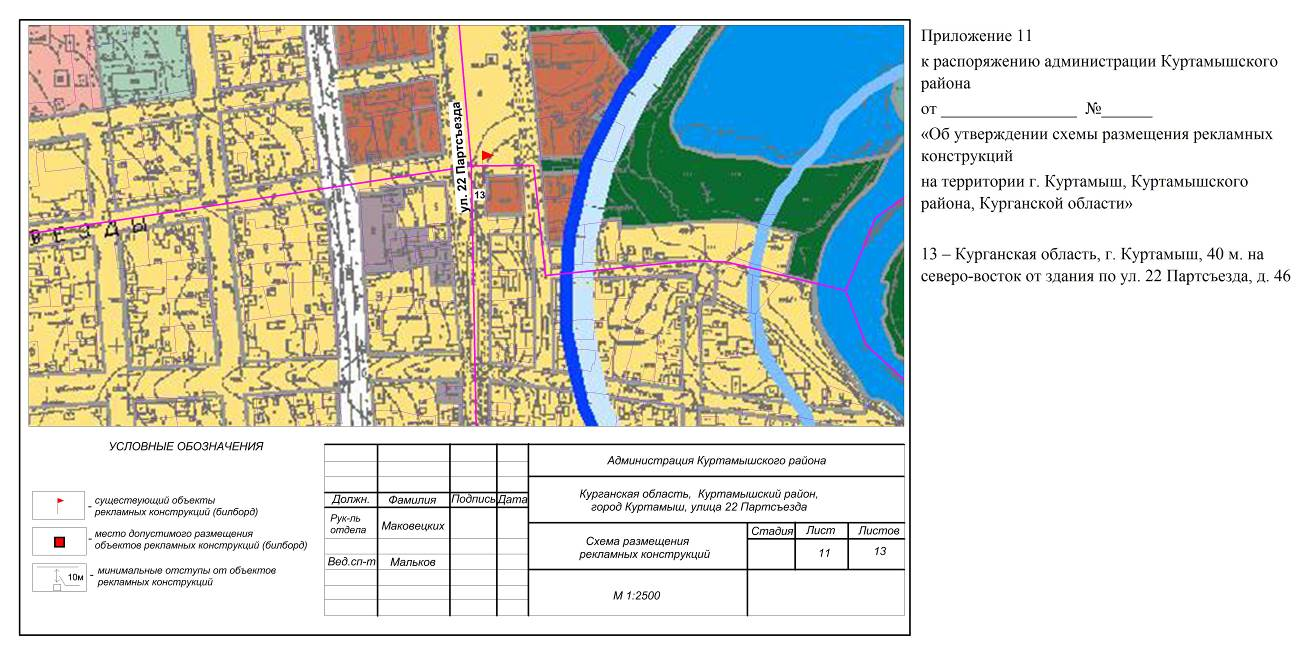 ул. 22 Партсъезда
13
ВЕЗДЫ
УСЛОВНЫЕ ОБОЗНАЧЕНИЯ
- существующий объекты
рекламных конструкций (билборд)
- место допустимого размещения
объектов рекламных конструкций (билборд)
10м
- минимальные отступы от объектов
рекламных конструкций
Должн. Фамилия Подпись Дата
Рук-ль
отдела
Маковецких
Вед.сп-т Мальков
Администрация Куртамышского района
Курганская область, Куртамышский район,
город Куртамыш, улица 22 Партсъезда
Схема размещения
рекламных конструкций
Стадия Лист Листов
11 13
М 1:2500
Приложение 11
к распоряжению администрации Куртамышского
района
от _________________ №_______
«Об утверждении схемы размещения рекламных
конструкций
на территории г. Куртамыш, Куртамышского
района, Курганской области»
13 – Курганская область, г. Куртамыш, 40 м. на
северо-восток от здания по ул. 22 Партсъезда, д. 46